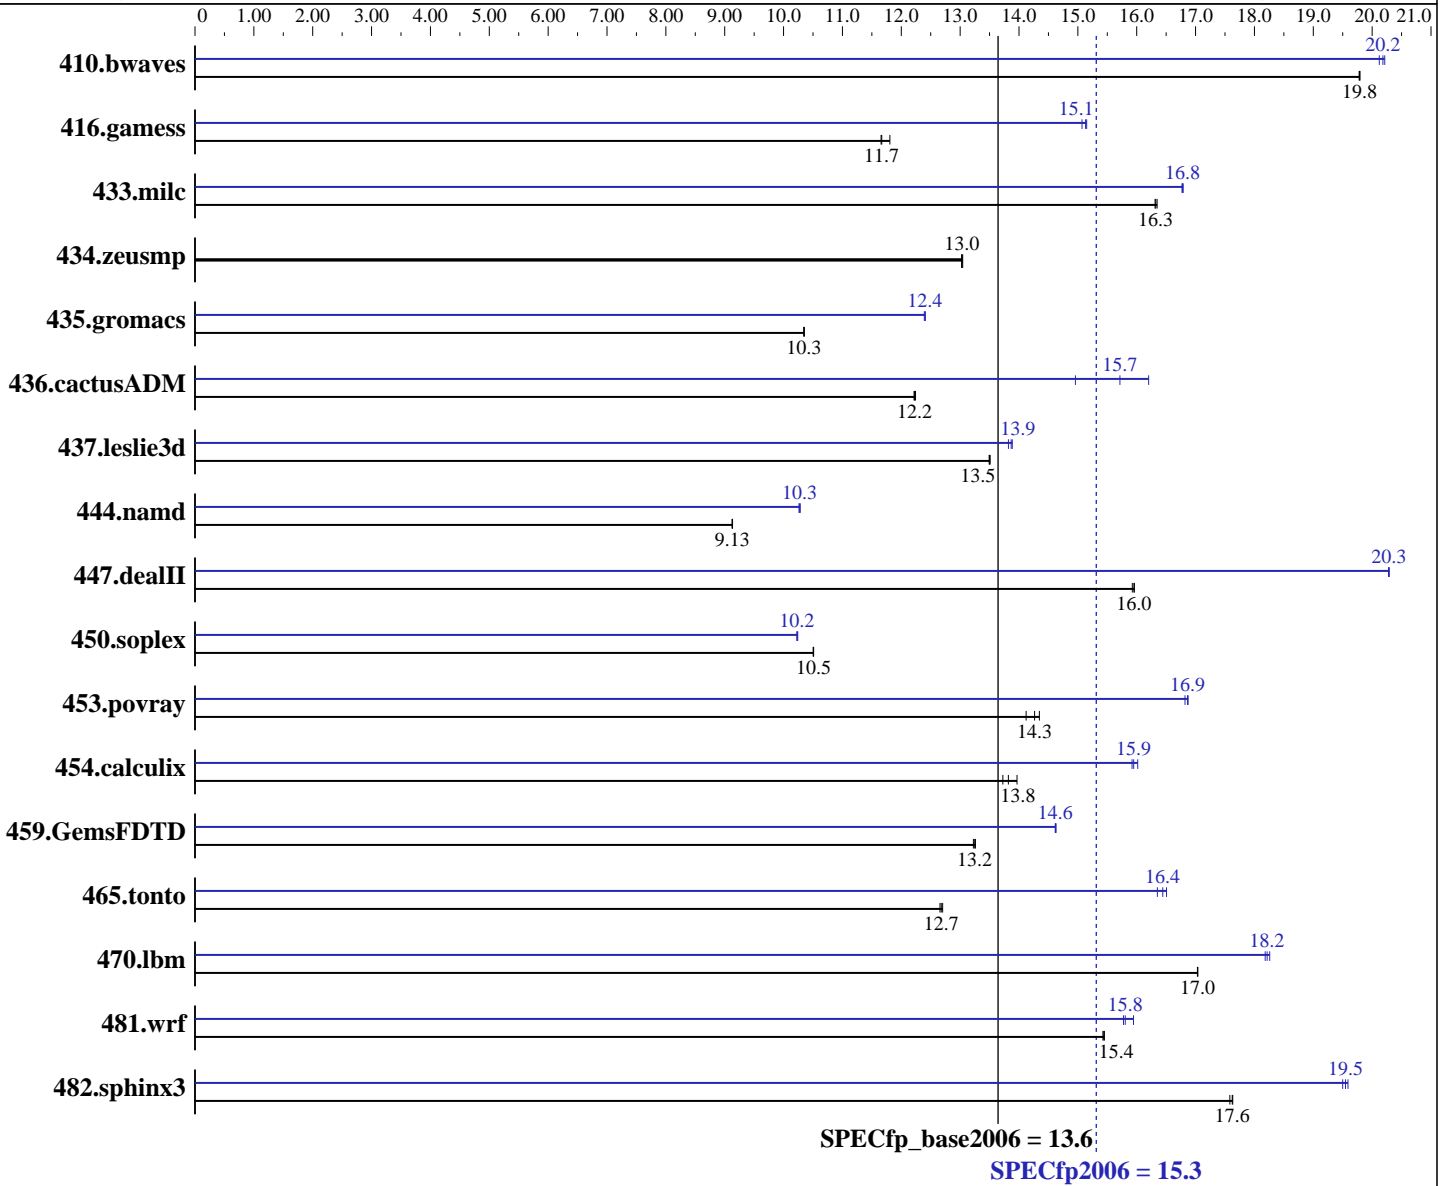 0 1.00 2.00 3.00 4.00 5.00 6.00 7.00 8.00 9.00 10.0 11.0 12.0 13.0 14.0 15.0 16.0 17.0 18.0 19.0 20.0 21.0
20.2
410.bwaves
19.8
15.1
416.gamess
11.7
16.8
433.milc
16.3
13.0
434.zeusmp
12.4
435.gromacs
10.3
15.7
436.cactusADM
12.2
13.9
437.leslie3d
13.5
10.3
444.namd
9.13
20.3
447.dealII
16.0
10.2
450.soplex
10.5
16.9
453.povray
14.3
15.9
454.calculix
13.8
14.6
459.GemsFDTD
13.2
16.4
465.tonto
12.7
18.2
470.lbm
17.0
15.8
481.wrf
15.4
19.5
482.sphinx3
17.6
SPECfp_base2006 = 13.6
SPECfp2006 = 15.3